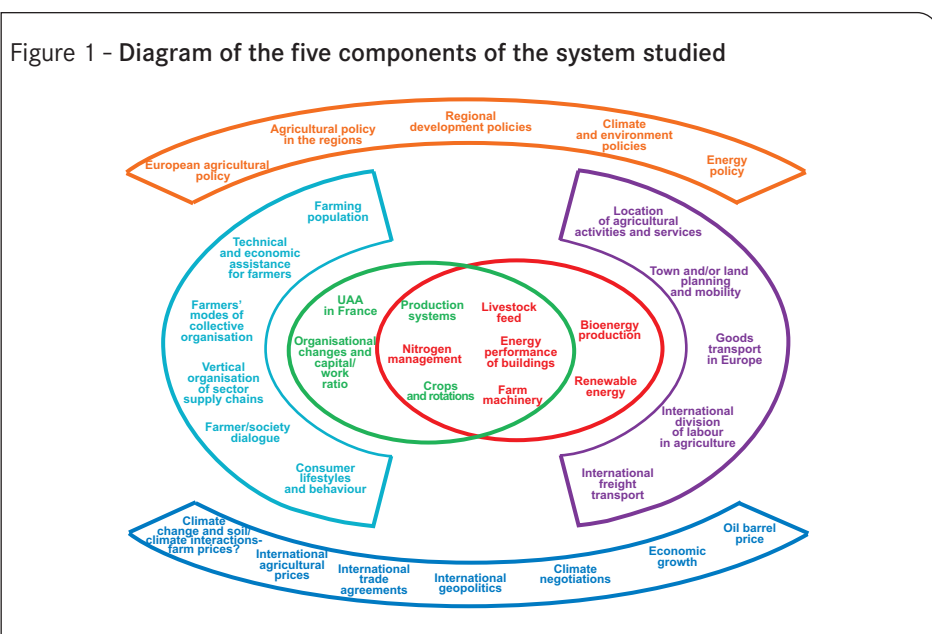 Figure 1 - Diagram of the five components of the system studied
European agricultural
policy
Agricultural policy
in the regions
Regional
development policies
Climate
and environment
policies
Energy
policy
Farming
population
Technical
and economic
assistance
for farmers
Farmers'
modes of
collective
organisation
Vertical
organisation
of sector
supply chains
Farmer/society
dialogue
Consumer
lifestyles
and behaviour
UAA
in France
Organisational
changes and
capital/
work
ratio
Production
systems
Livestock
feed
Nitrogen
management
Energy
performance
of buildings
Crops
and rotations
Farm
machinery
Bioenergy
production
Renewable
energy
Location
of agricultural
activities and services
Town and/or land
planning
and mobility
Goods
transport
in Europe
International
division
of labour
in agriculture
International
freight
transport
Climate
change and soil/
climate interactions-
farm prices?
International
agricultural
prices
International
trade
agreements
International
geopolitics
Climate
negotiations
Economic
growth
Oil barrel
price